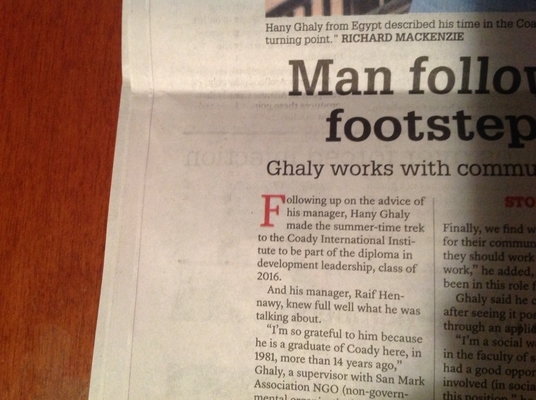 Hany Ghaly from Egypt described his time in the Coa
turning point.” RICHARD MACKENZIE
Man follow
footstep
Ghaly works with commu
Following up on the advice of
his manager, Hany Ghaly
made the summer-time trek
to the Coady International Insti-
tute to be part of the diploma in
development leadership, class of
2016.
And his manager, Raif Hen-
nawy, knew full well what he was
talking about.
“I’m so grateful to him because
he is a graduate of Coady here, in
1981, more than 14 years ago,”
Ghaly, a supervisor with San Mark
Association NGO (non-govern-
STO
Finally, we find w
for their commun
they should work
work,” he added,
been in this role f
Ghaly said he c
after seeing it pos
through an applic
“I’m a social w
in the faculty of s
had a good oppor
involved (in socia